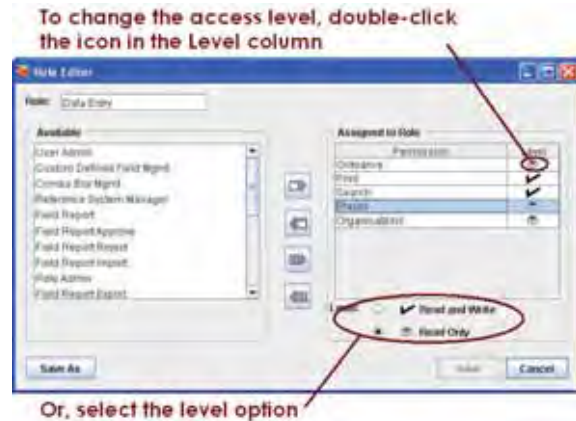 To change the access level, double-click
the icon in the Level column
Role Editor
Role: Data Entry
Available
Assigned to Role
User Admin
Custom Defined Field Mgmt
Combo Box Mgmt
Reference System Manager
Field Report
Field Report Approve
Field Report Reject
Field Report Import
Role Admin
Field Report Export
Permission
Level
Ordnance
Print
Search
Places
Organisations
Read and Write
Read Only
Save As
Cancel
Or, select the level option